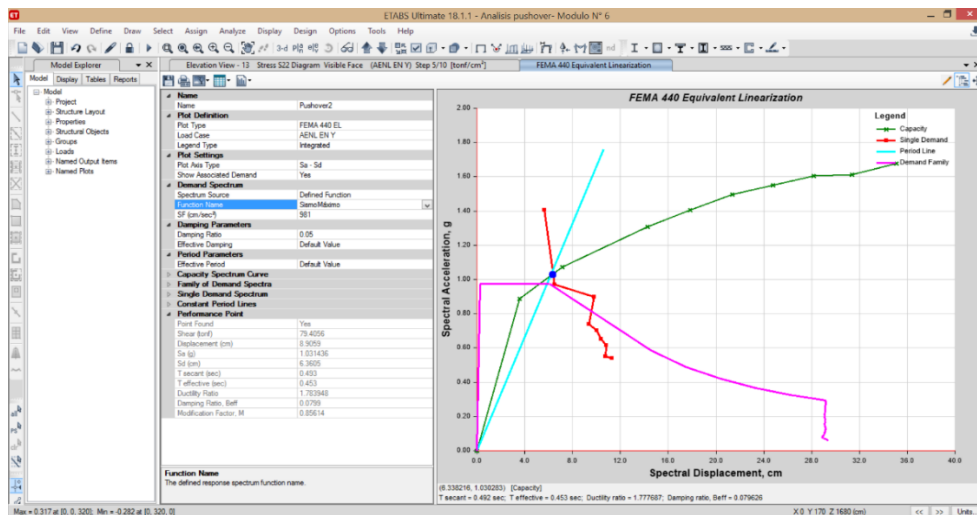 ETABS Ultimate 18.1.1 - Analisis pushover- Modulo N° 6
File Edit View Define Draw Select Assign Analyze Display Design Options Tools Help
Model Explorer
Elevation View - 13 Stress S22 Diagram Visible Face (AENL EN Y) Step 5/10 [tonf/cm²]
FEMA 440 Equivalent Linearization
Model Display Tables Reports
Model
Project
Structure Layout
Properties
Structural Objects
Groups
Loads
Named Output Items
Named Plots
Name
Name Pushover2
Plot Definition
Plot Type FEMA 440 EL
Load Case AENL EN Y
Legend Type Integrated
Plot Settings
Plot Axis Type Sa - Sd
Show Associated Demand Yes
Demand Spectrum
Spectrum Source Defined Function
Function Name SismoMáximo
SF (cm/sec²) 981
Damping Parameters
Damping Ratio 0.05
Effective Damping Default Value
Period Parameters
Effective Period Default Value
Capacity Spectrum Curve
Family of Demand Spectra
Single Demand Spectrum
Constant Period Lines
Performance Point
Point Found Yes
Shear (tonf) 79.4056
Displacement (cm) 8.9059
Sa (g) 1.031436
Sd (cm) 6.3605
T secant (sec) 0.493
T effective (sec) 0.453
Ductility Ratio 1.783948
Damping Ratio, Beff 0.0799
Modification Factor, M 0.85614
Function Name
The defined response spectrum function name.
FEMA 440 Equivalent Linearization
Legend
Capacity
Single Demand
Period Line
Demand Family
Spectral Acceleration, g
2.00
1.80
1.60
1.40
1.20
1.00
0.80
0.60
0.40
0.20
0.00
0.0 4.0 8.0 12.0 16.0 20.0 24.0 28.0 32.0 36.0 40.0
Spectral Displacement, cm
(6.338216, 1.030283) [Capacity]
T secant = 0.492 sec; T effective = 0.453 sec; Ductility ratio = 1.777687; Damping ratio, Beff = 0.079626
Max = 0.317 at [0, 0, 320]; Min = -0.282 at [0, 320, 0]
X 0 Y 170 Z 1680 (cm)
<< >> Units...